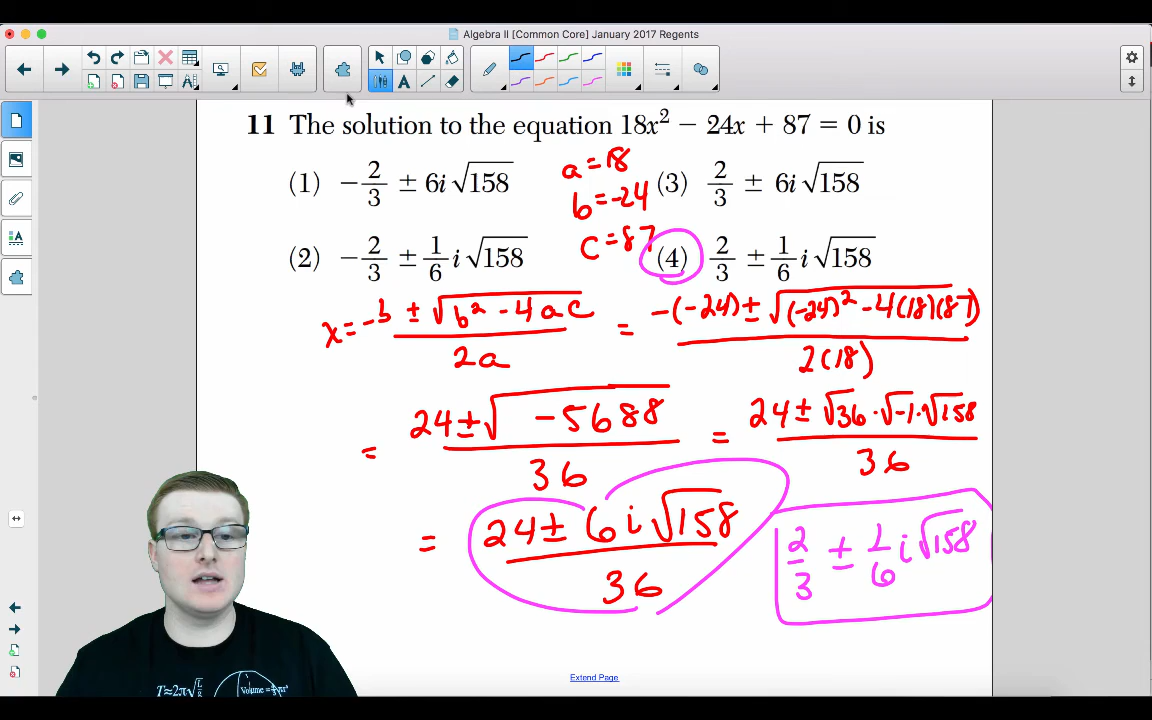 Algebra II [Common Core] January 2017 Regents
11 The solution to the equation 18x² − 24x + 87 = 0 is
(1) −2/3 ± 6i√158
(3) 2/3 ± 6i√158
a=18
b=-24
c=87
(2) −2/3 ± 1/6 i√158
(4) 2/3 ± 1/6 i√158
x = -b ± √(b² - 4ac) / 2a = -(-24) ± √((-24)² - 4(18)(87)) / 2(18)
= 24 ± √(-5688) / 36 = 24 ± √36 · √-1 · √158 / 36
= 24 ± 6i√158 / 36
2/3 ± 1/6 i√158
T≈2π√(L/g)
Volume =
Extend Page